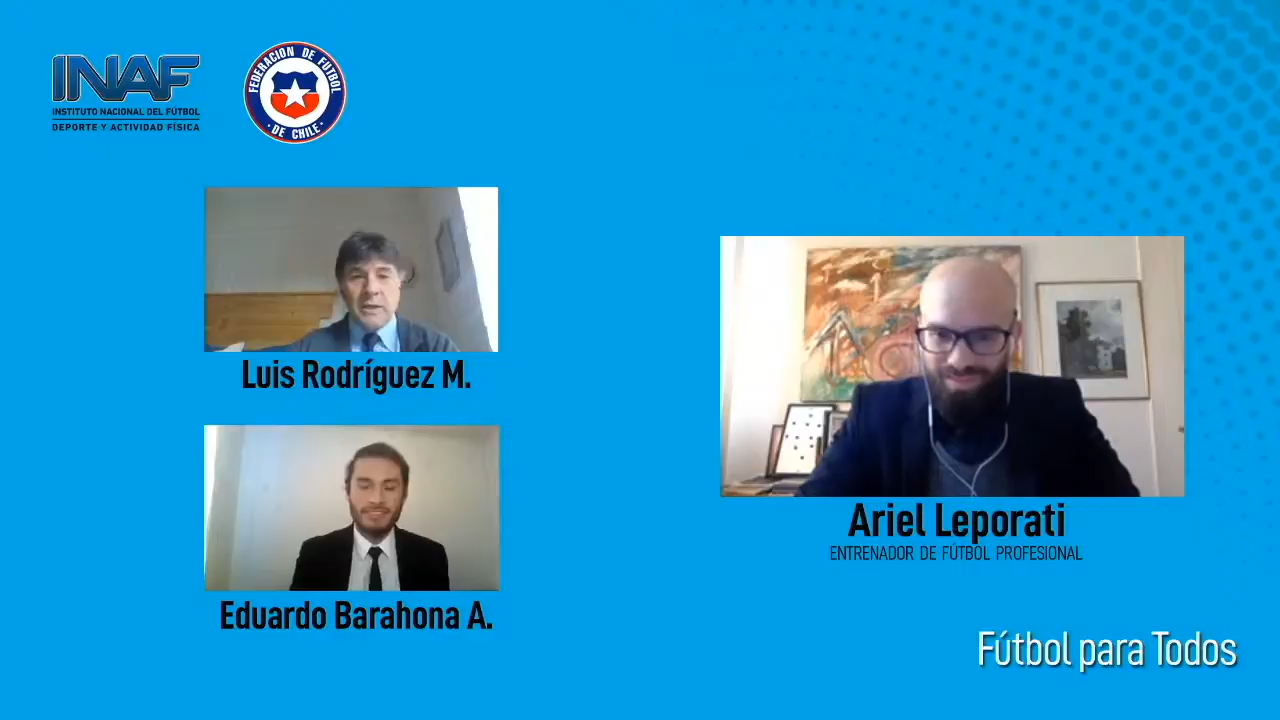 INAF
INSTITUTO NACIONAL DEL FÚTBOL
DEPORTE Y ACTIVIDAD FÍSICA
FEDERACION DE FUTBOL
· DE CHILE ·
Luis Rodríguez M.
Eduardo Barahona A.
Ariel Leporati
ENTRENADOR DE FÚTBOL PROFESIONAL
Fútbol para Todos